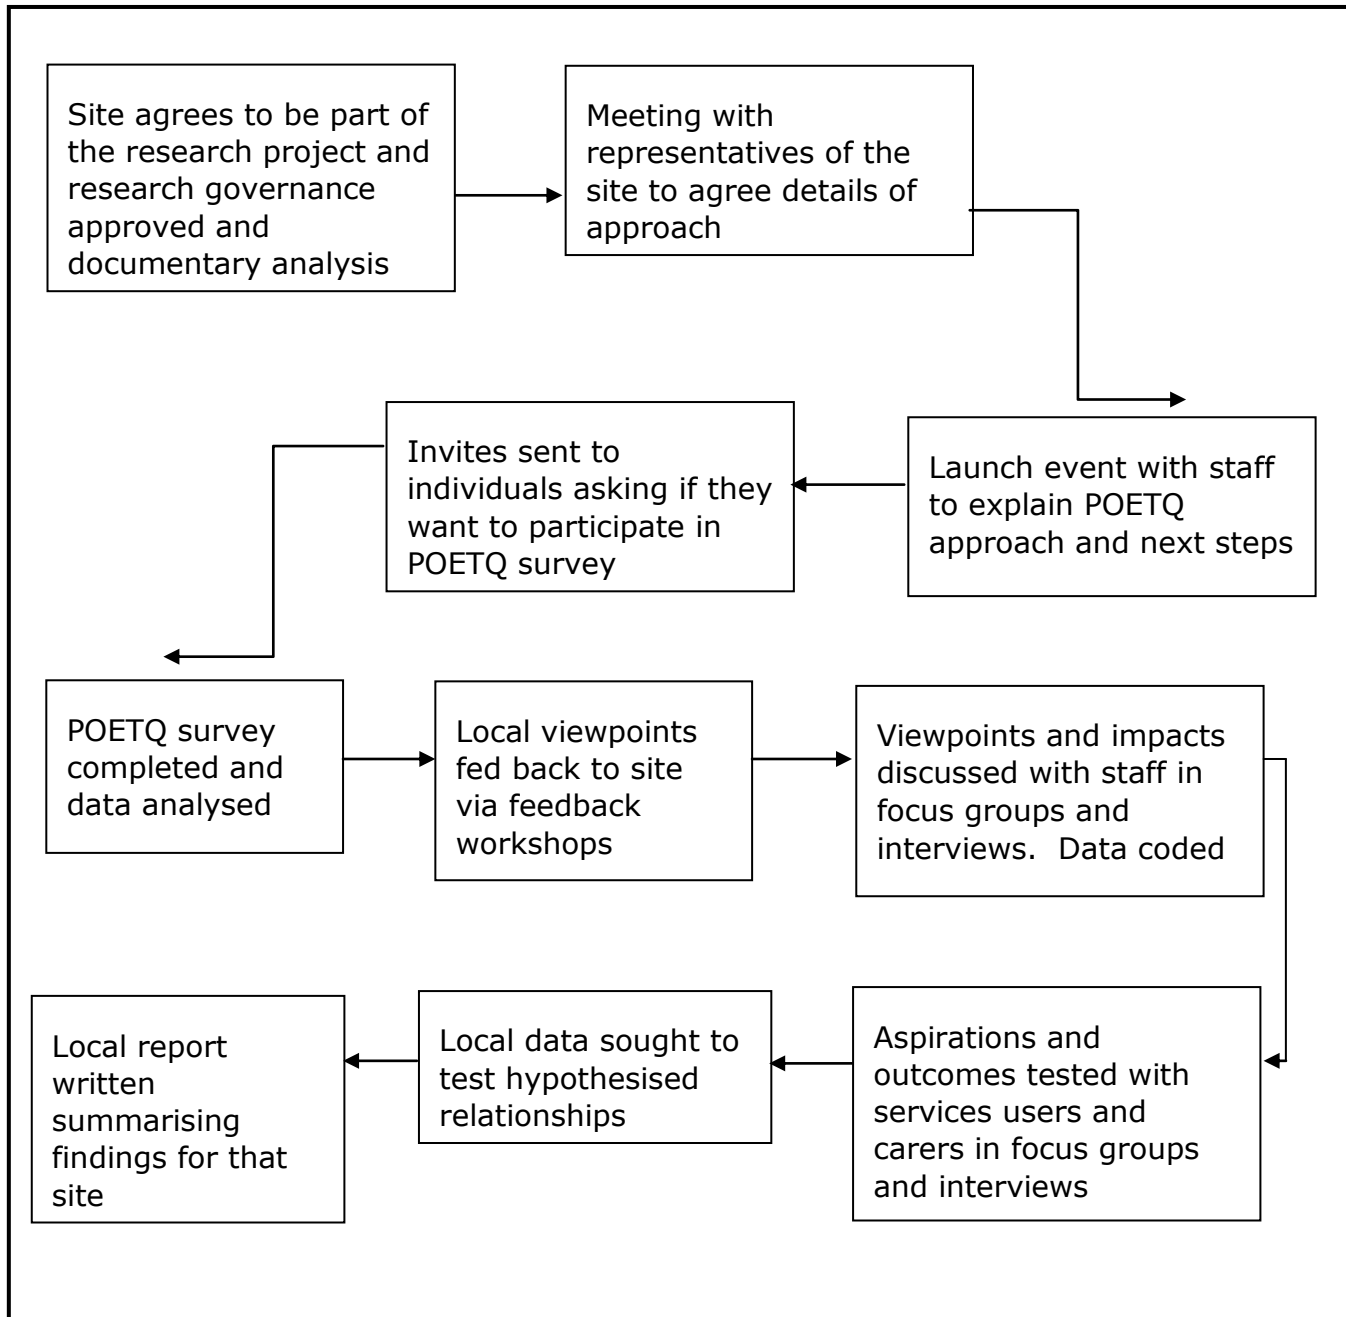 Site agrees to be part of
the research project and
research governance
approved and
documentary analysis
Meeting with
representatives of the
site to agree details of
approach
Launch event with staff
to explain POETQ
approach and next steps
Invites sent to
individuals asking if they
want to participate in
POETQ survey
POETQ survey
completed and
data analysed
Local viewpoints
fed back to site
via feedback
workshops
Viewpoints and impacts
discussed with staff in
focus groups and
interviews.  Data coded
Aspirations and
outcomes tested with
services users and
carers in focus groups
and interviews
Local data sought to
test hypothesised
relationships
Local report
written
summarising
findings for that
site